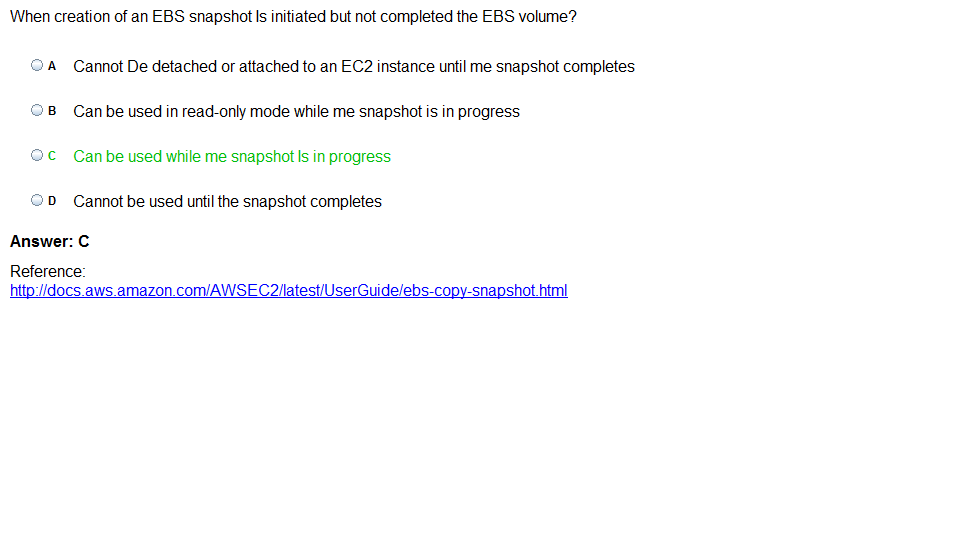 When creation of an EBS snapshot Is initiated but not completed the EBS volume?
A Cannot De detached or attached to an EC2 instance until me snapshot completes
B Can be used in read-only mode while me snapshot is in progress
C Can be used while me snapshot Is in progress
D Cannot be used until the snapshot completes
Answer: C
Reference:
http://docs.aws.amazon.com/AWSEC2/latest/UserGuide/ebs-copy-snapshot.html